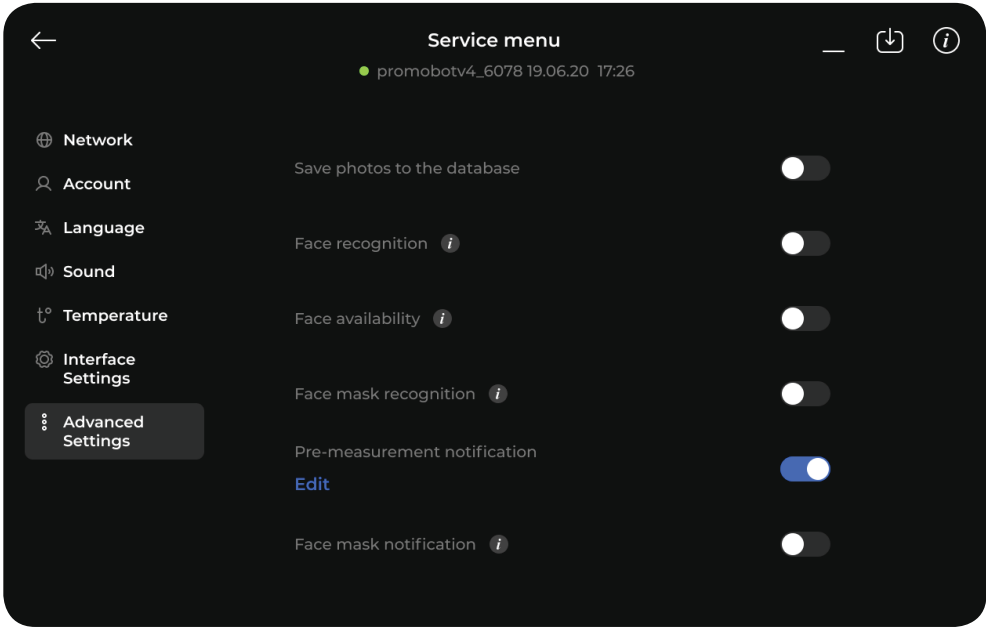 Service menu
promobotv4_6078 19.06.20 17:26
Network
Account
Language
Sound
Temperature
Interface
Settings
Advanced
Settings
Save photos to the database
Face recognition
Face availability
Face mask recognition
Pre-measurement notification
Edit
Face mask notification